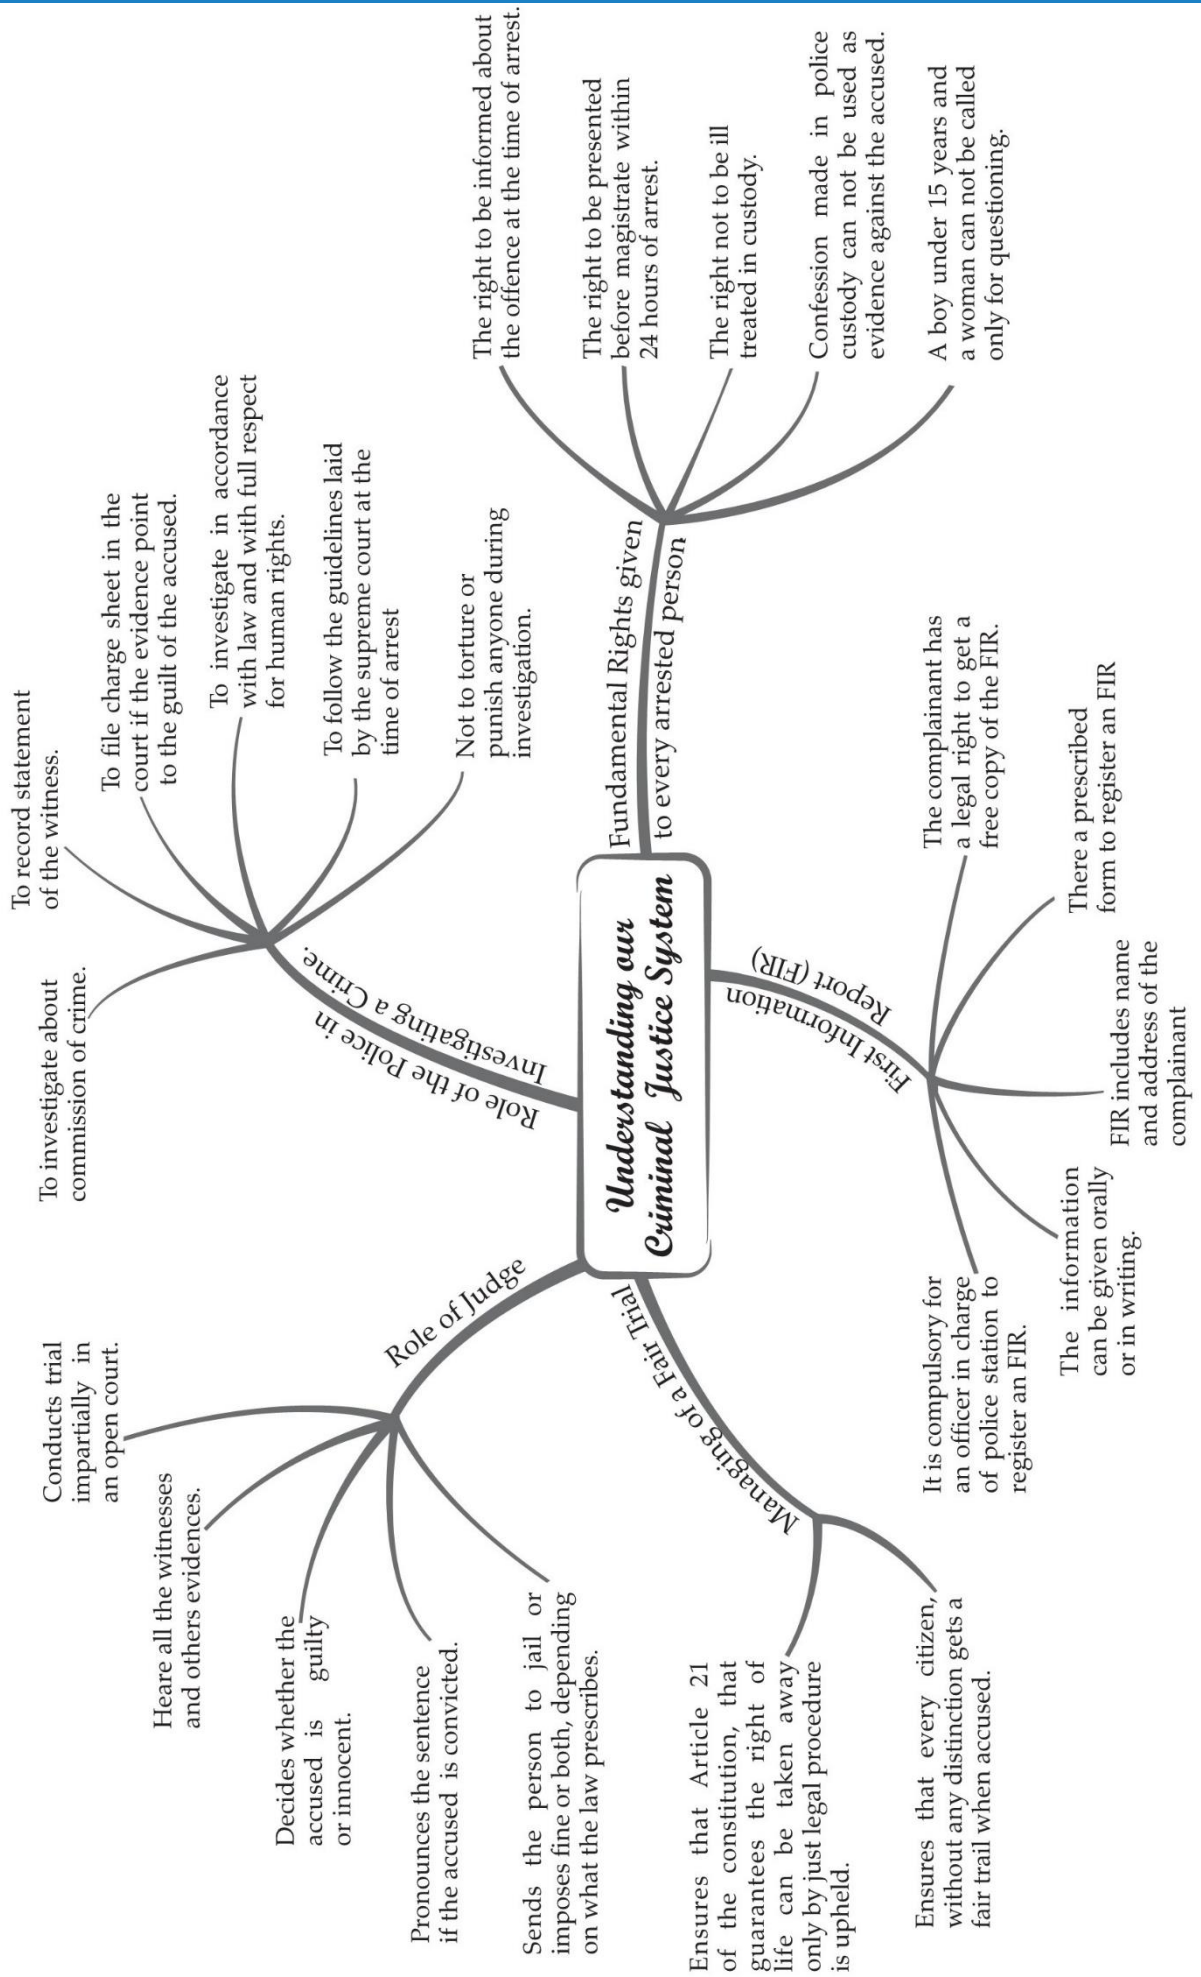 Understanding our
Criminal Justice System
Role of Judge
Conducts trial
impartially in
an open court.
Heare all the witnesses
and others evidences.
Decides whether the
accused is guilty
or innocent.
Pronounces the sentence
if the accused is convicted.
Sends the person to jail or
imposes fine or both, depending
on what the law prescribes.
Role of the Police in
Investigating a Crime.
To investigate about
commission of crime.
To record statement
of the witness.
To file charge sheet in the
court if the evidence point
to the guilt of the accused.
To investigate in accordance
with law and with full respect
for human rights.
To follow the guidelines laid
by the supreme court at the
time of arrest
Not to torture or
punish anyone during
investigation.
Fundamental Rights given
to every arrested person
The right to be informed about
the offence at the time of arrest.
The right to be presented
before magistrate within
24 hours of arrest.
The right not to be ill
treated in custody.
Confession made in police
custody can not be used as
evidence against the accused.
A boy under 15 years and
a woman can not be called
only for questioning.
Managing of a Fair Trial
Ensures that Article 21
of the constitution, that
guarantees the right of
life can be taken away
only by just legal procedure
is upheld.
Ensures that every citizen,
without any distinction gets a
fair trail when accused.
First Information
Report (FIR)
It is compulsory for
an officer in charge
of police station to
register an FIR.
The information
can be given orally
or in writing.
FIR includes name
and address of the
complainant
There a prescribed
form to register an FIR
The complainant has
a legal right to get a
free copy of the FIR.